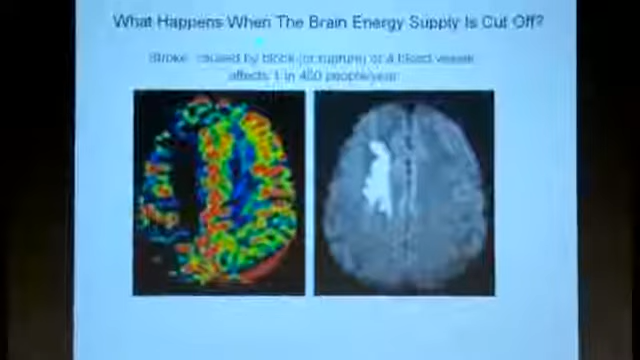 What Happens When The Brain Energy Supply Is Cut Off?
Stroke: caused by block (or rupture) of a blood vessel
affects 1 in 450 people/year